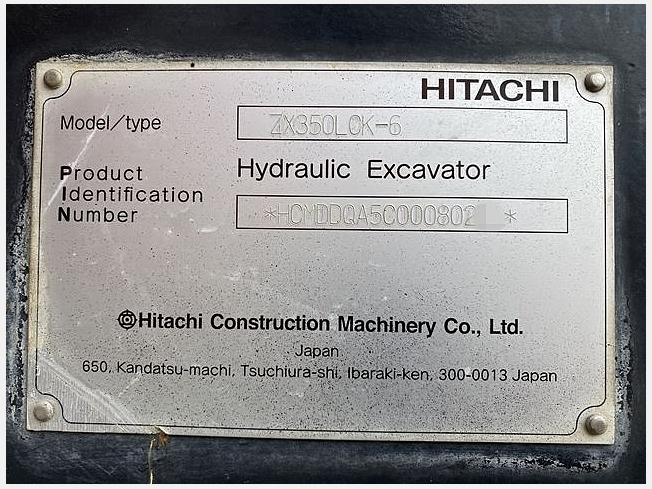 HITACHI
Model/type ZX350LCK-6
Hydraulic Excavator
Product
Identification
Number *HCMDDQA5C000802 *
Hitachi Construction Machinery Co., Ltd.
Japan
650, Kandatsu-machi, Tsuchiura-shi, Ibaraki-ken, 300-0013 Japan